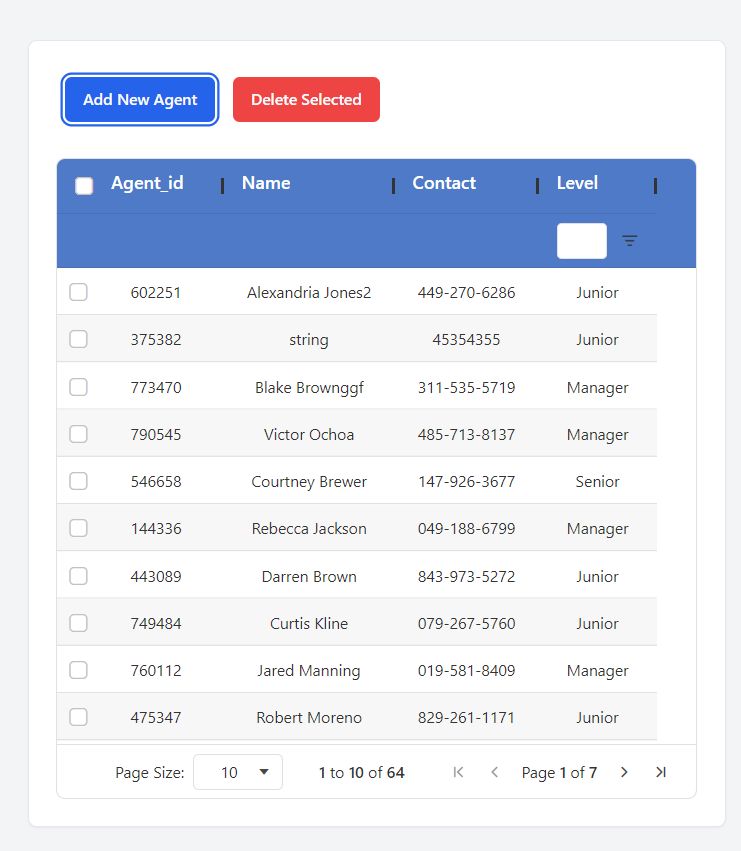 Add New Agent Delete Selected
Agent_id Name Contact Level
602251 Alexandria Jones2 449-270-6286 Junior
375382 string 45354355 Junior
773470 Blake Brownggf 311-535-5719 Manager
790545 Victor Ochoa 485-713-8137 Manager
546658 Courtney Brewer 147-926-3677 Senior
144336 Rebecca Jackson 049-188-6799 Manager
443089 Darren Brown 843-973-5272 Junior
749484 Curtis Kline 079-267-5760 Junior
760112 Jared Manning 019-581-8409 Manager
475347 Robert Moreno 829-261-1171 Junior
Page Size: 10 1 to 10 of 64 Page 1 of 7